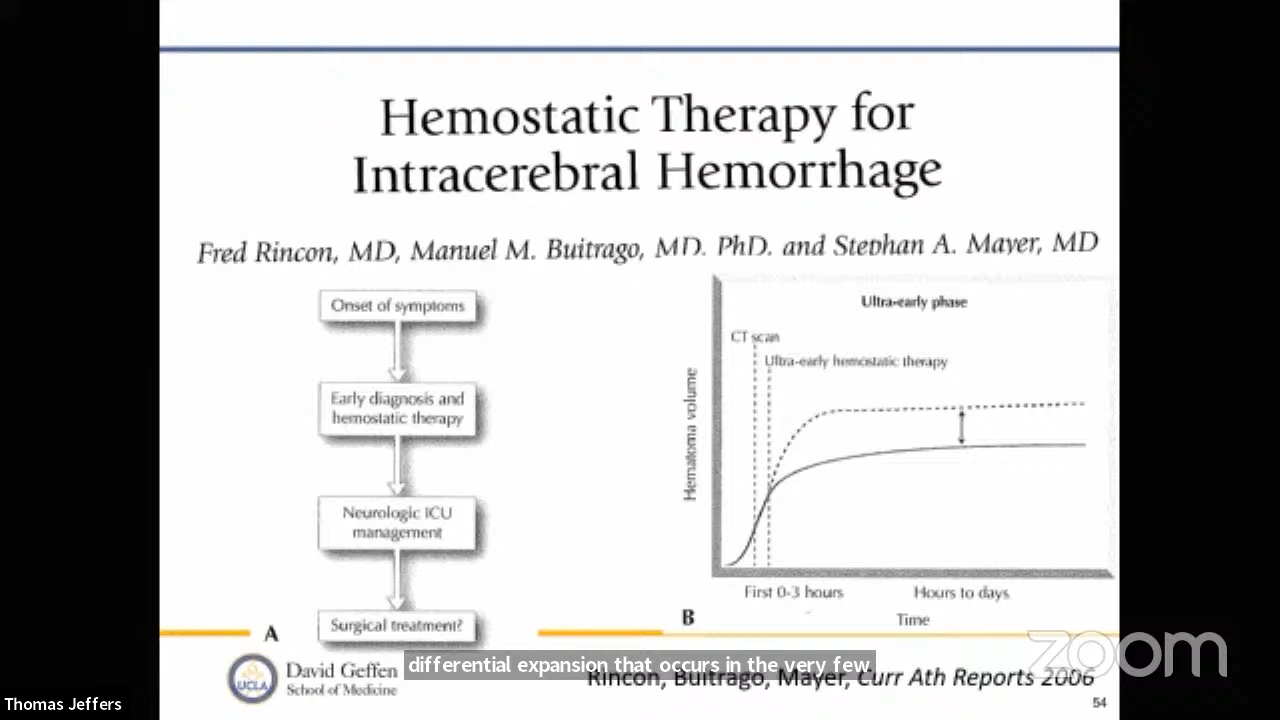 Hemostatic Therapy for
Intracerebral Hemorrhage
Fred Rincon, MD, Manuel M. Buitrago, MD. PhD. and Stephan A. Mayer, MD
Onset of symptoms
Early diagnosis and
hemostatic therapy
Neurologic ICU
management
Surgical treatment?
A
Ultra-early phase
CT scan
Ultra-early hemostatic therapy
Hematoma volume
First 0-3 hours
Hours to days
Time
B
UCLA
David Geffen
School of Medicine
differential expansion that occurs in the very few
Rincon, Buitrago, Mayer, Curr Ath Reports 2006
zoom
54
Thomas Jeffers